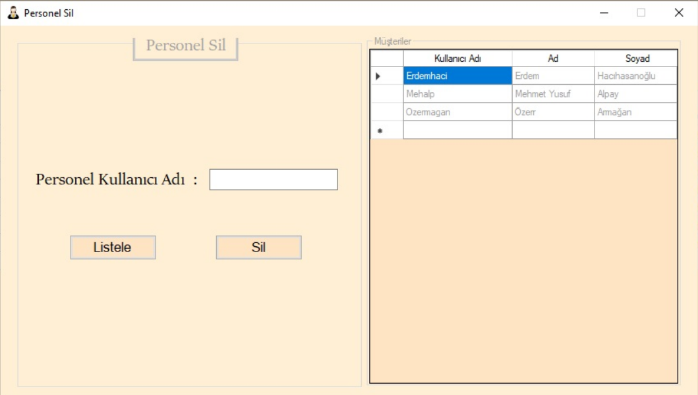 Personel Sil
Personel Sil
Personel Kullanıcı Adı :
Listele Sil
Müşteriler
Kullanıcı Adı Ad Soyad
Erdemhaci Erdem Hacıhasanoğlu
Mehalp Mehmet Yusuf Alpay
Ozermagan Özerr Armağan